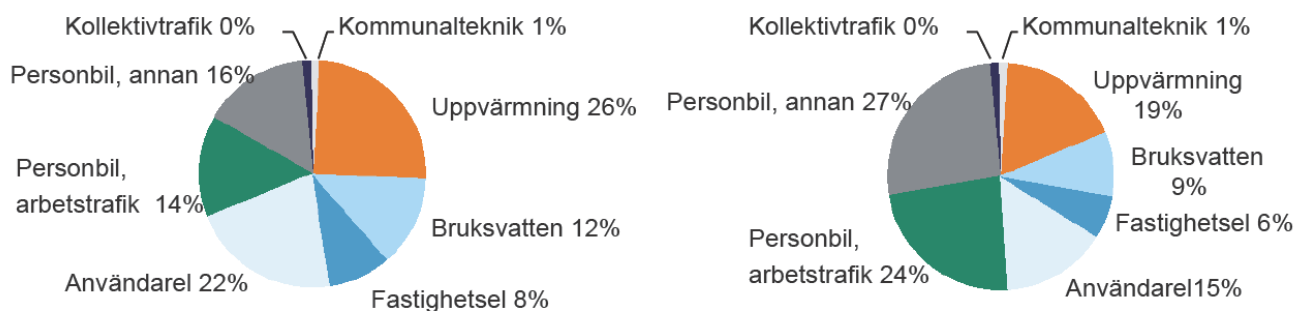 Kollektivtrafik 0%
Kommunalteknik 1%
Personbil, annan 16%
Uppvärmning 26%
Personbil,
arbetstrafik 14%
Bruksvatten 12%
Användarel 22%
Fastighetsel 8%
Kollektivtrafik 0%
Kommunalteknik 1%
Personbil, annan 27%
Uppvärmning
19%
Bruksvatten
9%
Fastighetsel 6%
Personbil,
arbetstrafik 24%
Användarel15%